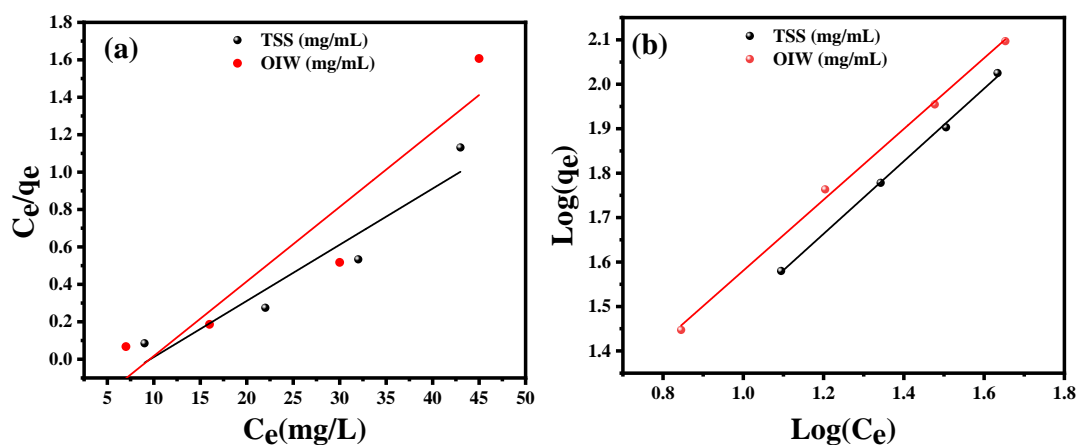 (a)
TSS (mg/mL)
OIW (mg/mL)
Ce/qe
1.8
1.6
1.4
1.2
1.0
0.8
0.6
0.4
0.2
0.0
5 10 15 20 25 30 35 40 45 50
Ce(mg/L)
(b)
TSS (mg/mL)
OIW (mg/mL)
Log(qe)
2.1
2.0
1.9
1.8
1.7
1.6
1.5
1.4
0.8 1.0 1.2 1.4 1.6 1.8
Log(Ce)